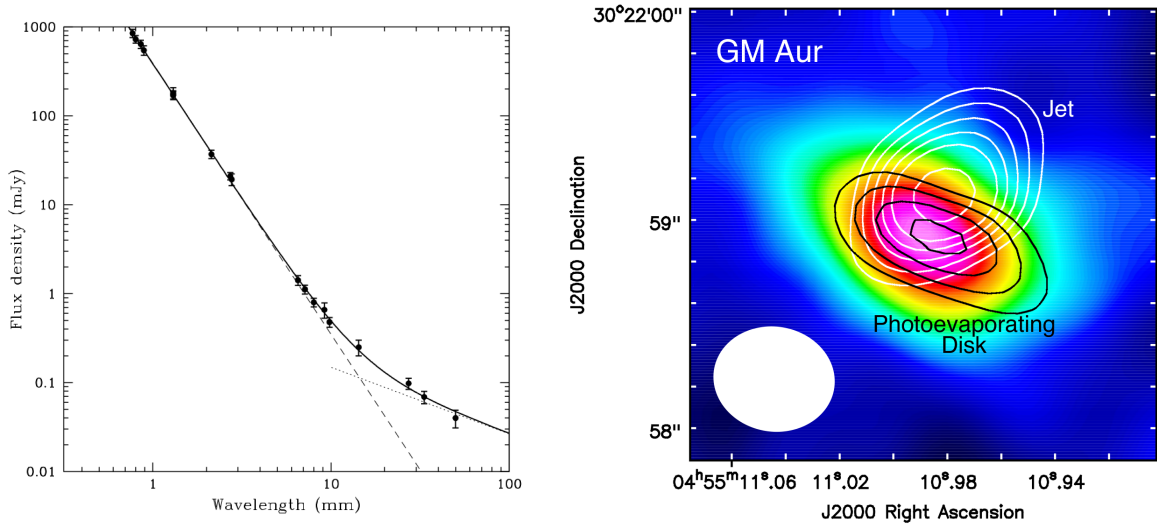 1000
100
10
1
0.1
0.01
Flux density (mJy)
1
10
100
Wavelength (mm)
GM Aur
Jet
Photoevaporating
Disk
30°22'00"
59"
58"
J2000 Declination
04ʰ55ᵐ11ˢ.06
11ˢ.02
10ˢ.98
10ˢ.94
J2000 Right Ascension